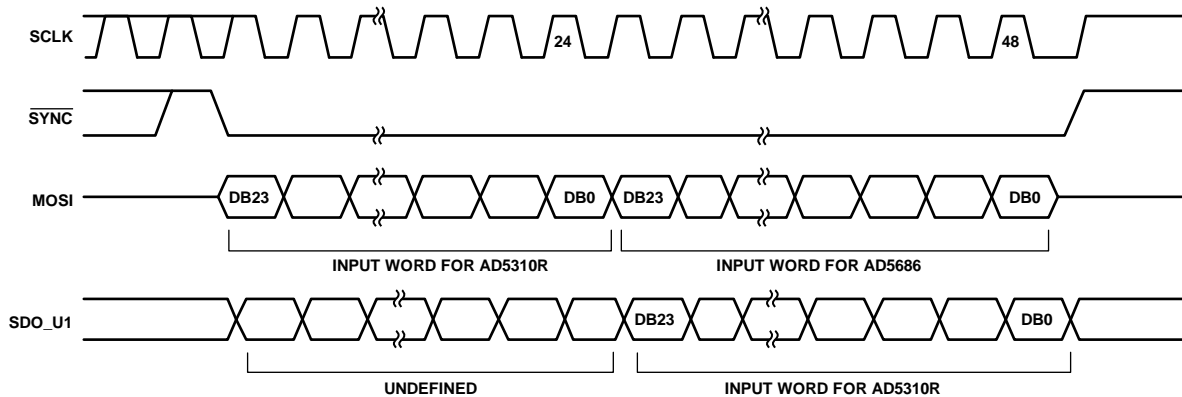 SCLK
24
48
SYNC
MOSI
DB23
DB0
DB23
DB0
INPUT WORD FOR AD5310R
INPUT WORD FOR AD5686
SDO_U1
DB23
DB0
UNDEFINED
INPUT WORD FOR AD5310R